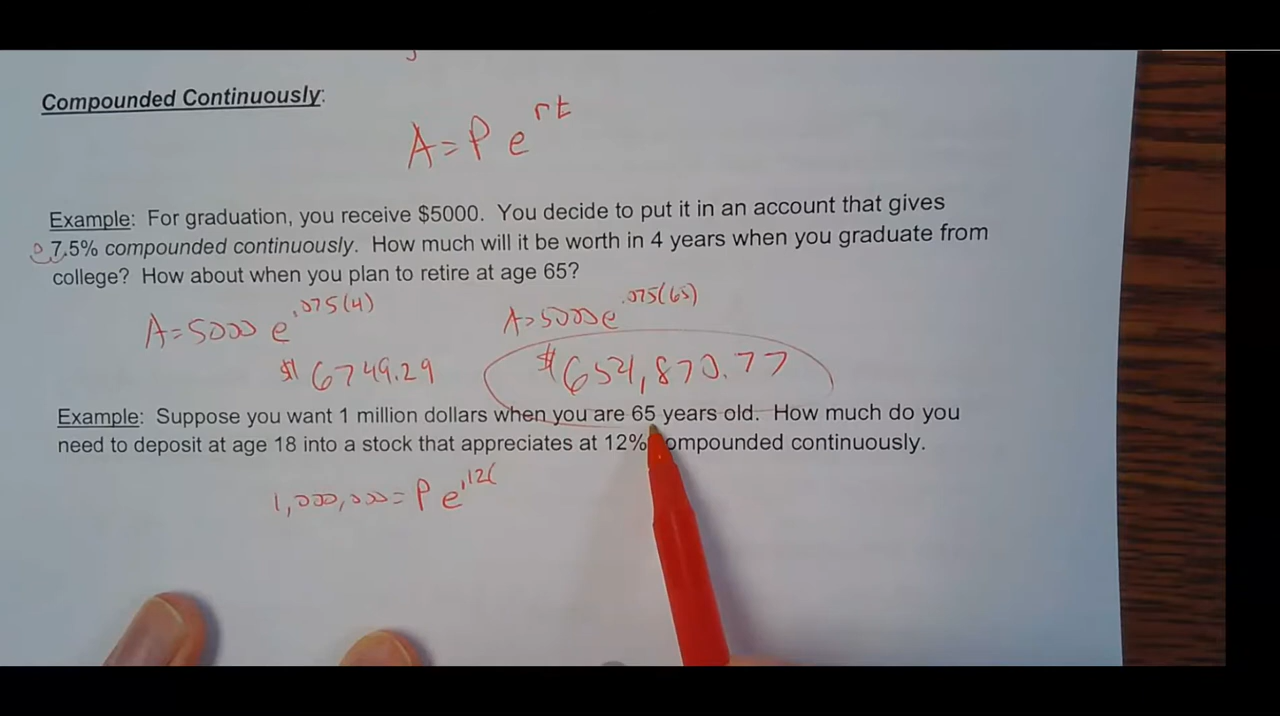 Compounded Continuously:
A = P e^rt
Example: For graduation, you receive $5000. You decide to put it in an account that gives
7.5% compounded continuously. How much will it be worth in 4 years when you graduate from
college? How about when you plan to retire at age 65?
A = 5000 e^.075(4) A = 5000 e^.075(65)
$ 6749.29 $654,870.77
Example: Suppose you want 1 million dollars when you are 65 years old. How much do you
need to deposit at age 18 into a stock that appreciates at 12% compounded continuously.
1,000,000 = P e^.12(